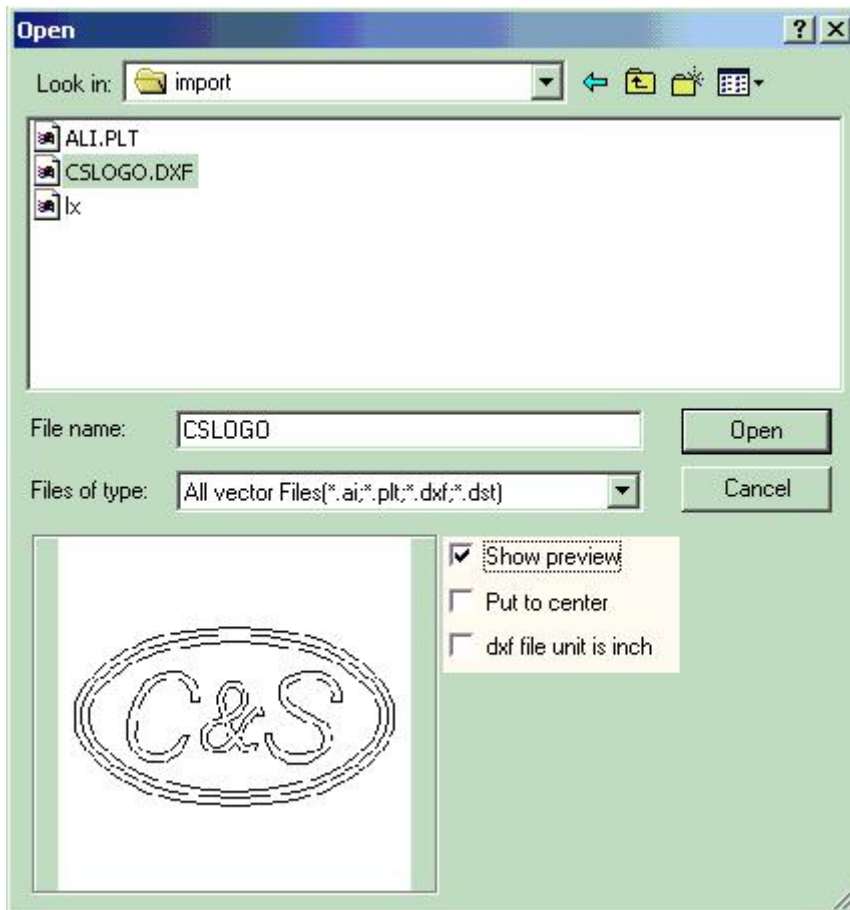 Open
Look in: import
ALI.PLT
CSLOGO.DXF
lx
File name: CSLOGO Open
Files of type: All vector Files(*.ai;*.plt;*.dxf;*.dst) Cancel
Show preview
Put to center
dxf file unit is inch
C&S